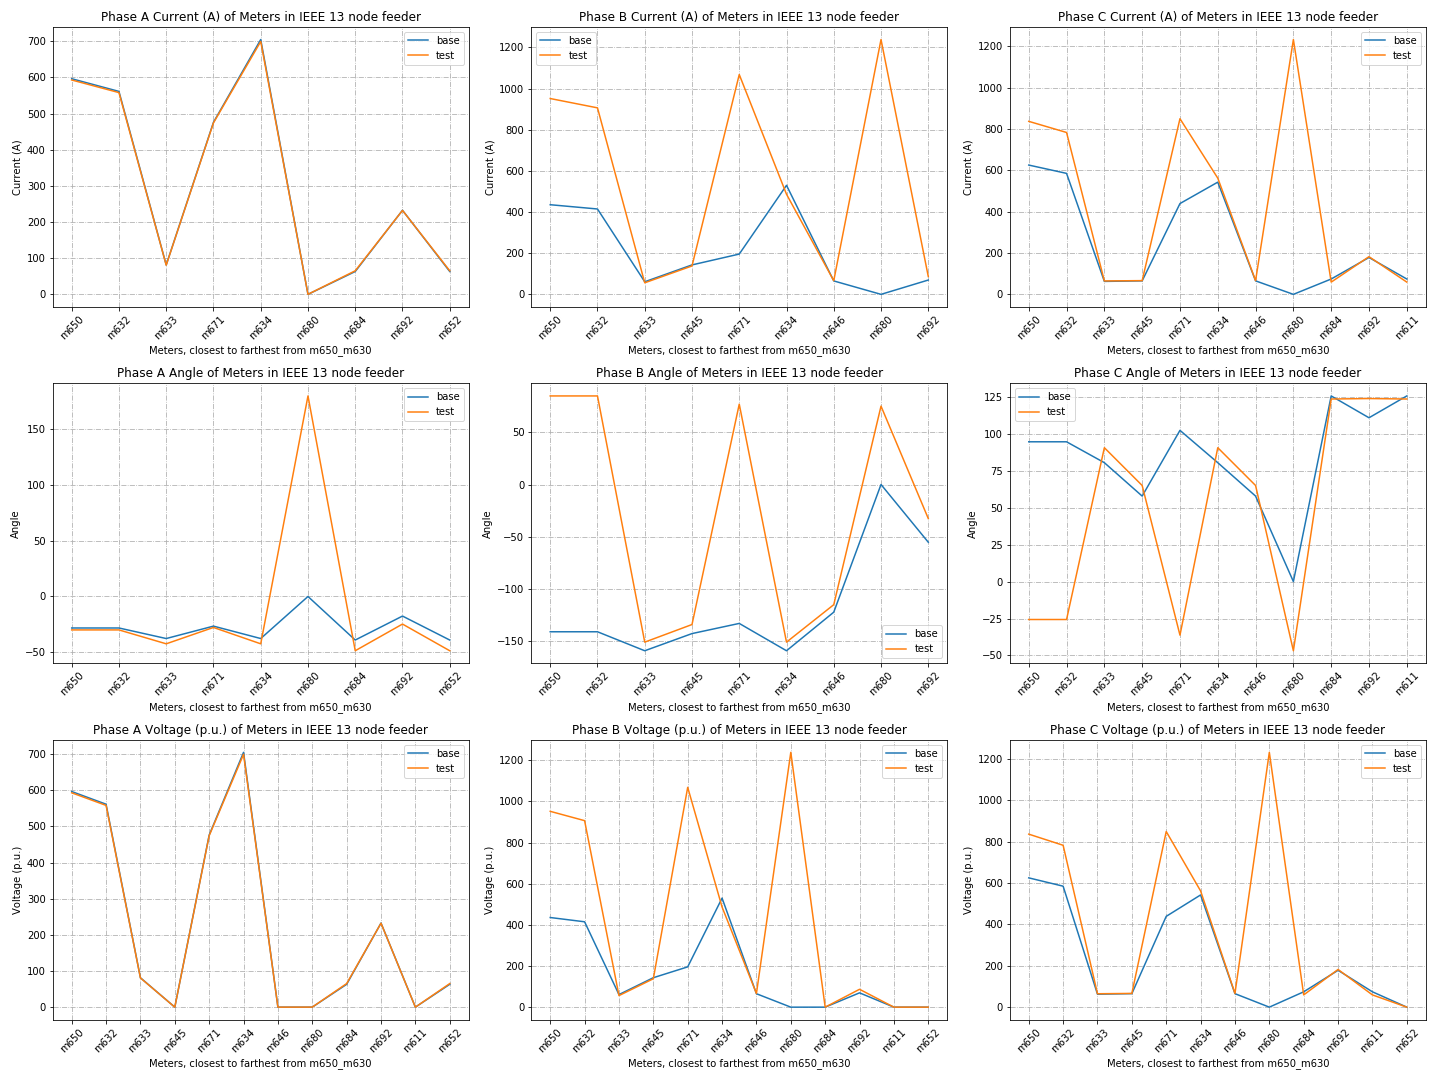 Phase A Current (A) of Meters in IEEE 13 node feeder
700
600
500
400
300
200
100
0
Current (A)
base
test
m650 m632 m633 m671 m634 m680 m684 m692 m652
Meters, closest to farthest from m650_m630
Phase B Current (A) of Meters in IEEE 13 node feeder
1200
1000
800
600
400
200
0
Current (A)
base
test
m650 m632 m633 m645 m671 m634 m646 m680 m692
Meters, closest to farthest from m650_m630
Phase C Current (A) of Meters in IEEE 13 node feeder
1200
1000
800
600
400
200
0
Current (A)
base
test
m650 m632 m633 m645 m671 m634 m646 m680 m684 m692 m611
Meters, closest to farthest from m650_m630
Phase A Angle of Meters in IEEE 13 node feeder
150
100
50
0
−50
Angle
base
test
m650 m632 m633 m671 m634 m680 m684 m692 m652
Meters, closest to farthest from m650_m630
Phase B Angle of Meters in IEEE 13 node feeder
50
0
−50
−100
−150
Angle
base
test
m650 m632 m633 m645 m671 m634 m646 m680 m692
Meters, closest to farthest from m650_m630
Phase C Angle of Meters in IEEE 13 node feeder
125
100
75
50
25
0
−25
−50
Angle
base
test
m650 m632 m633 m645 m671 m634 m646 m680 m684 m692 m611
Meters, closest to farthest from m650_m630
Phase A Voltage (p.u.) of Meters in IEEE 13 node feeder
700
600
500
400
300
200
100
0
Voltage (p.u.)
base
test
m650 m632 m633 m645 m671 m634 m646 m680 m684 m692 m611 m652
Meters, closest to farthest from m650_m630
Phase B Voltage (p.u.) of Meters in IEEE 13 node feeder
1200
1000
800
600
400
200
0
Voltage (p.u.)
base
test
m650 m632 m633 m645 m671 m634 m646 m680 m684 m692 m611 m652
Meters, closest to farthest from m650_m630
Phase C Voltage (p.u.) of Meters in IEEE 13 node feeder
1200
1000
800
600
400
200
0
Voltage (p.u.)
base
test
m650 m632 m633 m645 m671 m634 m646 m680 m684 m692 m611 m652
Meters, closest to farthest from m650_m630